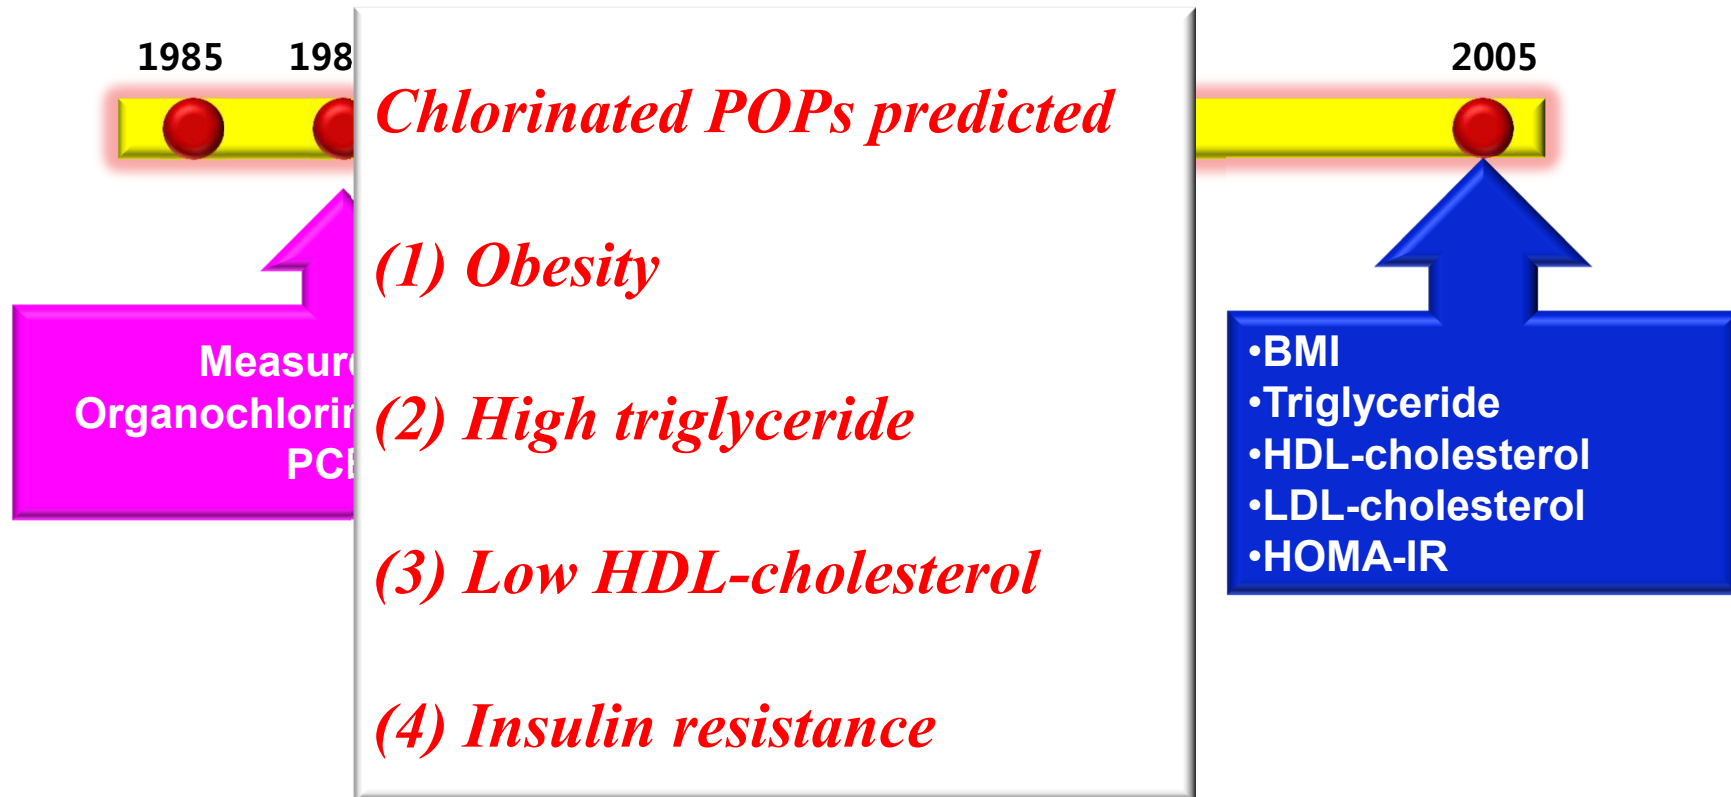 1985
2005
Chlorinated POPs predicted
(1) Obesity
(2) High triglyceride
(3) Low HDL-cholesterol
(4) Insulin resistance
•BMI
•Triglyceride
•HDL-cholesterol
•LDL-cholesterol
•HOMA-IR